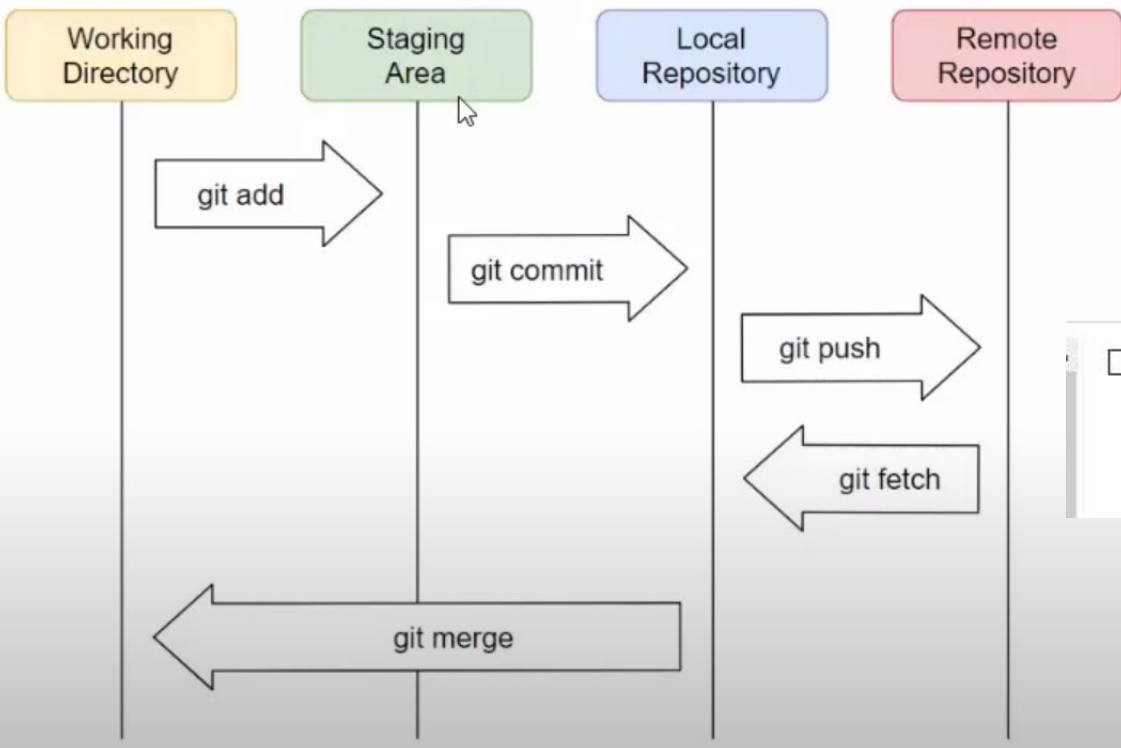 Working
Directory
Staging
Area
Local
Repository
Remote
Repository
git add
git commit
git push
git fetch
git merge